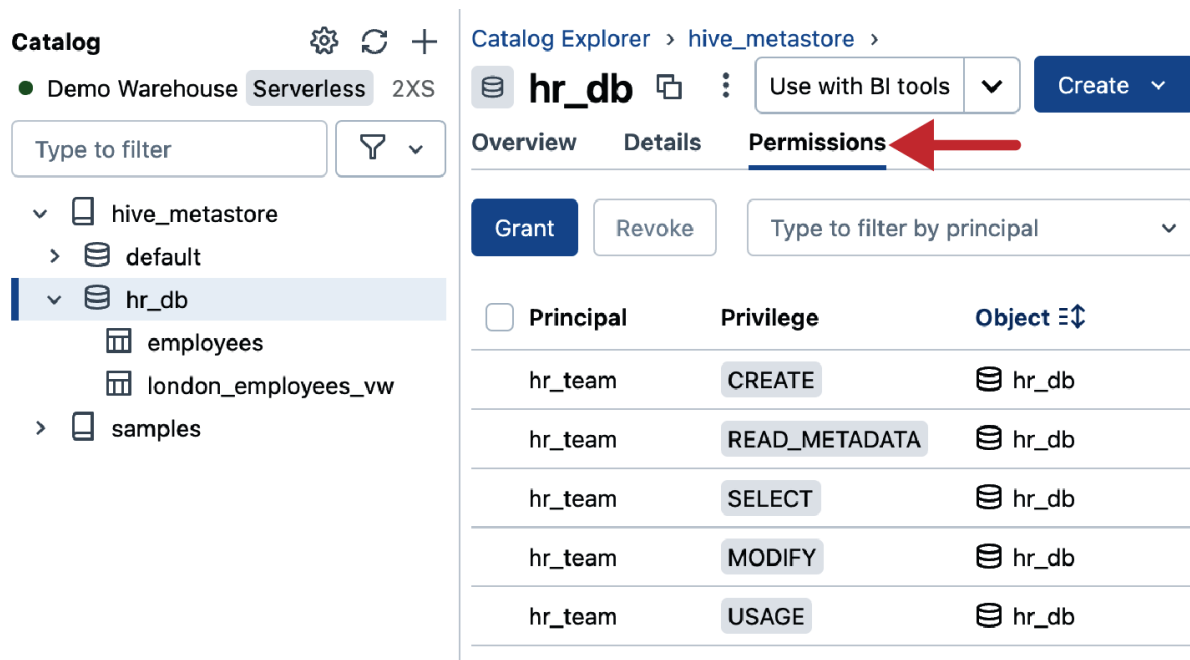 Catalog
Demo Warehouse Serverless 2XS
Type to filter
hive_metastore
default
hr_db
employees
london_employees_vw
samples
Catalog Explorer > hive_metastore >
hr_db
Use with BI tools
Create
Overview Details Permissions
Grant Revoke Type to filter by principal
Principal Privilege Object
hr_team CREATE hr_db
hr_team READ_METADATA hr_db
hr_team SELECT hr_db
hr_team MODIFY hr_db
hr_team USAGE hr_db